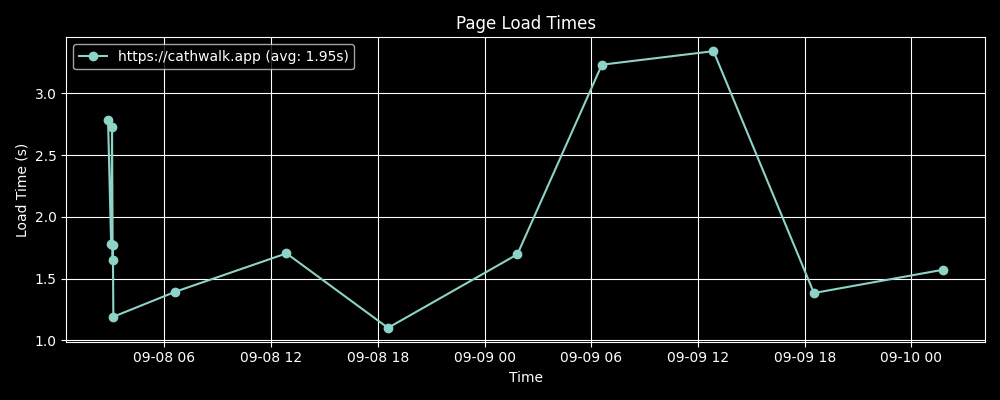 Page Load Times
https://cathwalk.app (avg: 1.95s)
Load Time (s)
3.0
2.5
2.0
1.5
1.0
09-08 06 09-08 12 09-08 18 09-09 00 09-09 06 09-09 12 09-09 18 09-10 00
Time